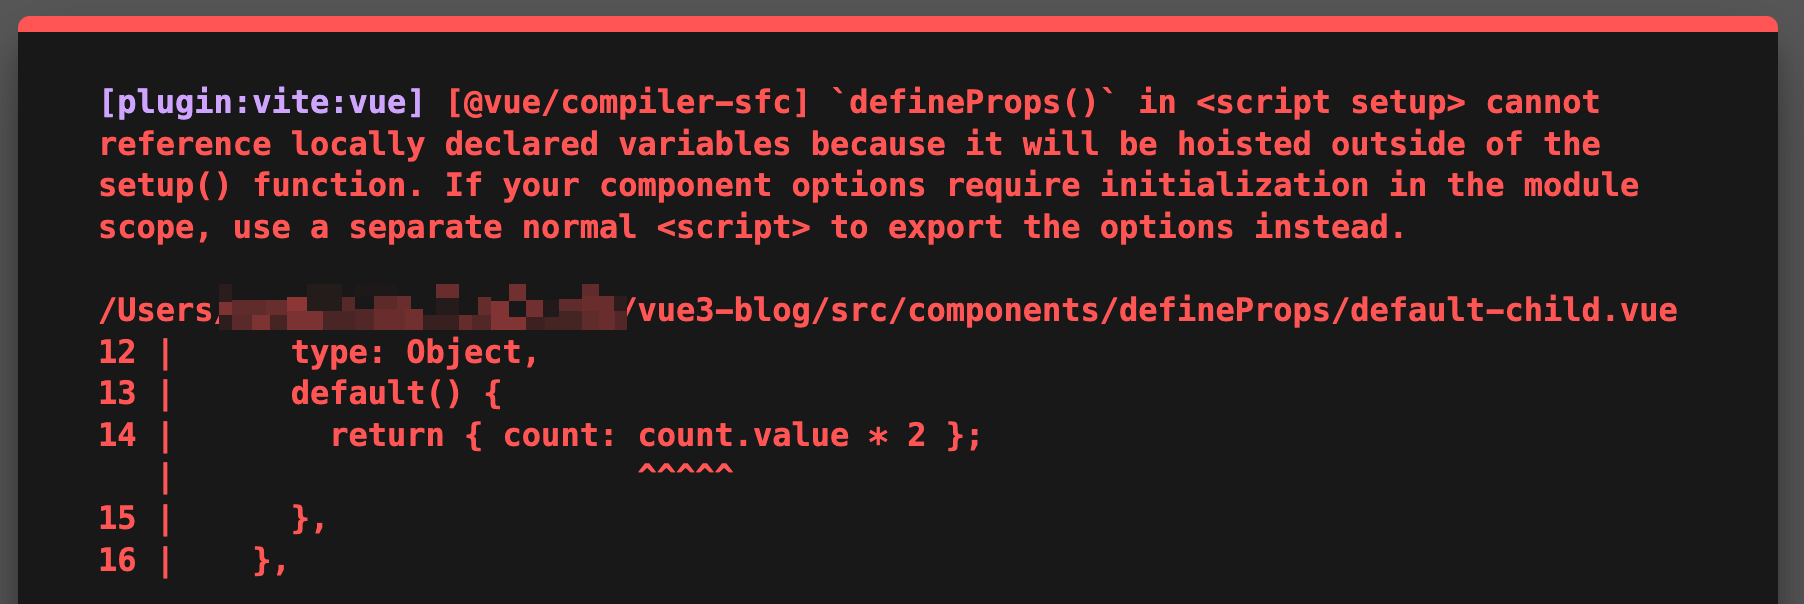 [plugin:vite:vue] [@vue/compiler-sfc] `defineProps()` in <script setup> cannot
reference locally declared variables because it will be hoisted outside of the
setup() function. If your component options require initialization in the module
scope, use a separate normal <script> to export the options instead.
/Users/ /vue3-blog/src/components/defineProps/default-child.vue
12 |      type: Object,
13 |      default() {
14 |        return { count: count.value * 2 };
   |                        ^^^^^
15 |      },
16 |    },